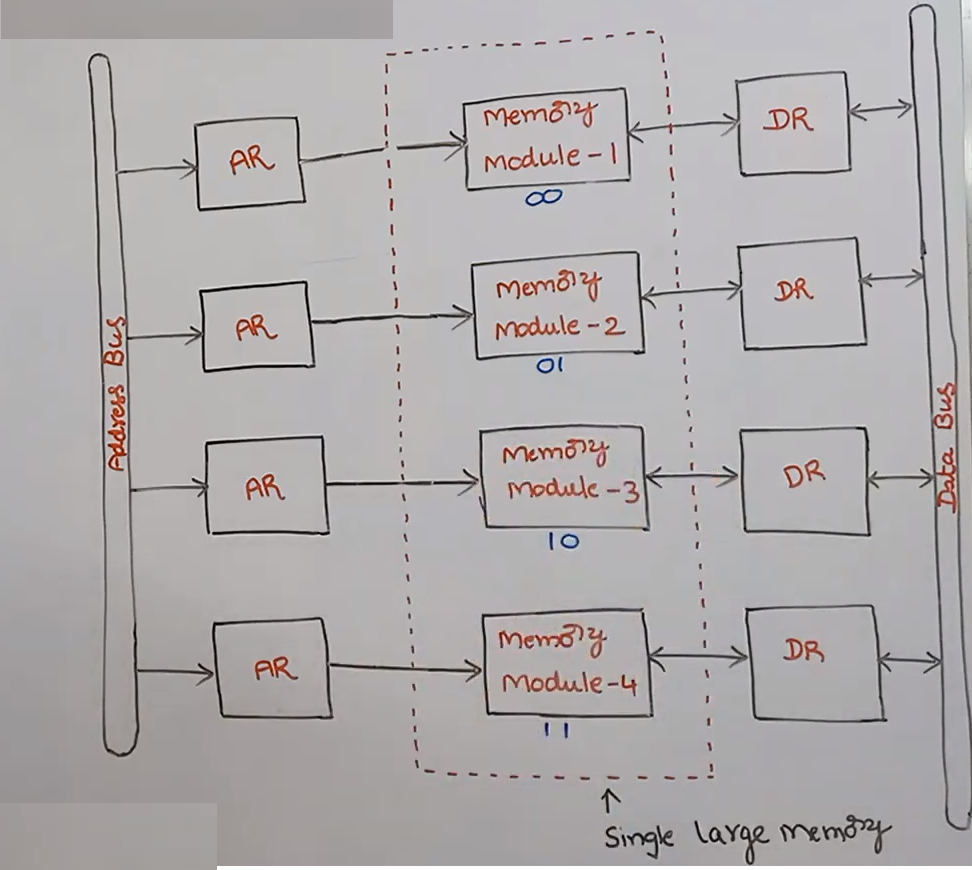 Address Bus
AR
Memory
Module-1
00
DR
AR
Memory
Module-2
01
DR
AR
Memory
Module-3
10
DR
AR
Memory
Module-4
11
DR
Data Bus
Single large memory